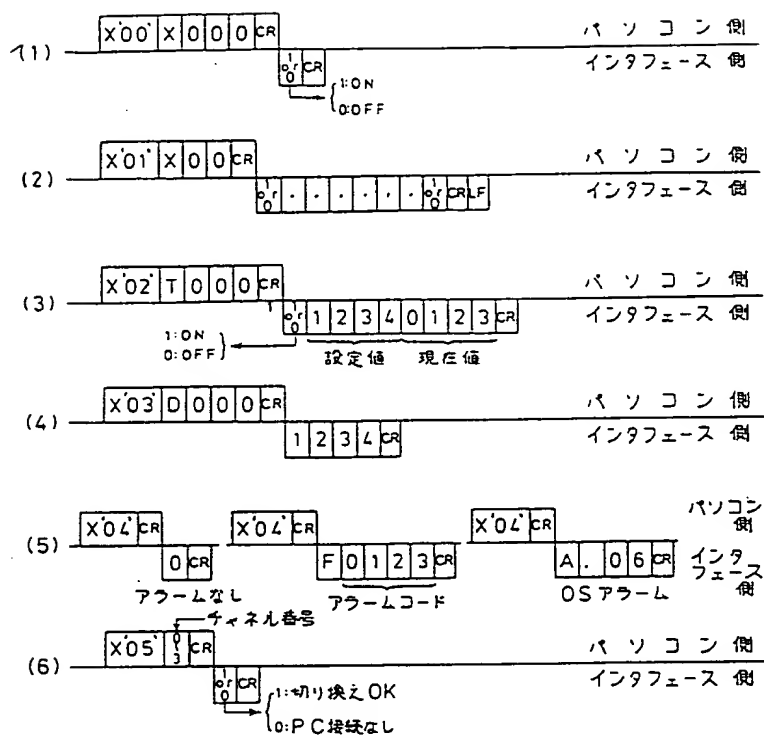 X'00' X 0 0 0 CR パソコン側
(1)
1 or 0 CR インタフェース側
1:ON
0:OFF
X'01' X 0 0 CR パソコン側
(2)
1 or 0 . . . . . . 1 or 0 CR LF インタフェース側
X'02' T 0 0 0 CR パソコン側
(3)
1 or 0 1 2 3 4 0 1 2 3 CR インタフェース側
1:ON
0:OFF
設定値 現在値
X'03' D 0 0 0 CR パソコン側
(4)
1 2 3 4 CR インタフェース側
X'04' CR X'04' CR X'04' CR パソコン側
(5)
0 CR F 0 1 2 3 CR A . 0 6 CR インタフェース側
アラームなし アラームコード OSアラーム
チャネル番号
X'05' 0 ~ 3 CR パソコン側
(6)
1 or 0 CR インタフェース側
1:切り換えOK
0:PC接続なし